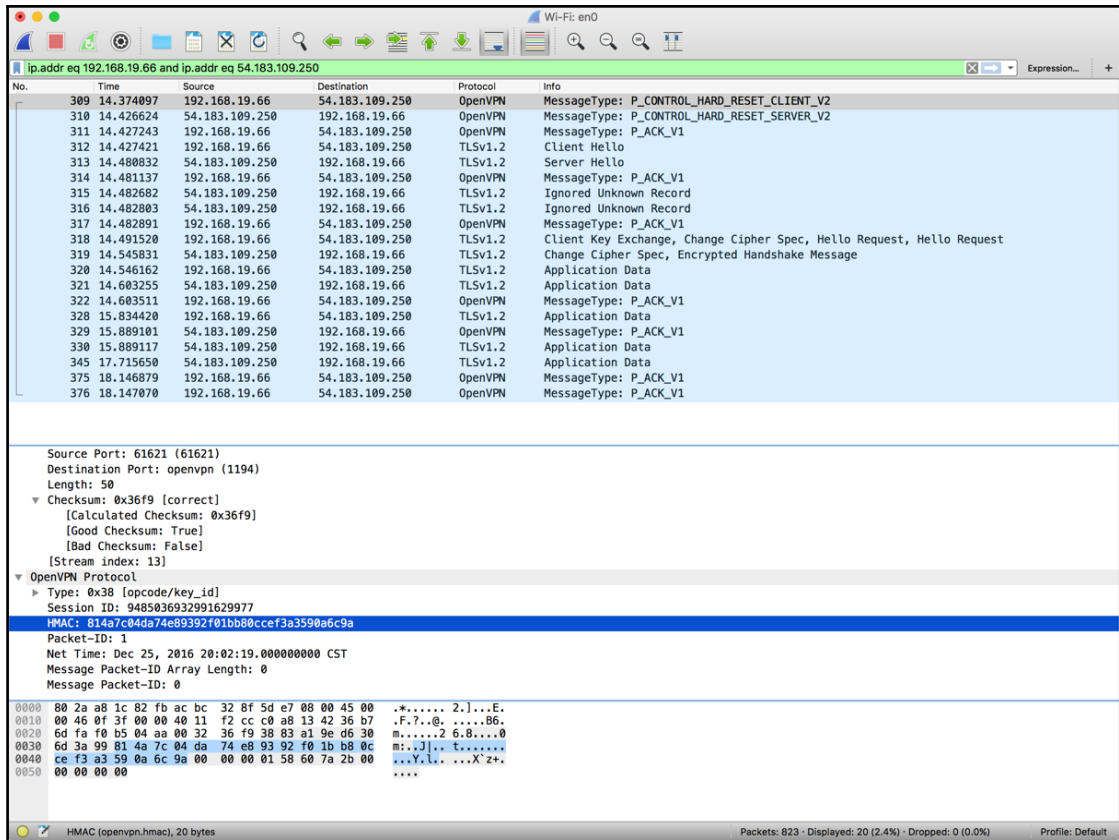 Wi-Fi: en0
ip.addr eq 192.168.19.66 and ip.addr eq 54.183.109.250 Expression... +
No. Time Source Destination Protocol Info
309 14.374097 192.168.19.66 54.183.109.250 OpenVPN MessageType: P_CONTROL_HARD_RESET_CLIENT_V2
310 14.426624 54.183.109.250 192.168.19.66 OpenVPN MessageType: P_CONTROL_HARD_RESET_SERVER_V2
311 14.427243 192.168.19.66 54.183.109.250 OpenVPN MessageType: P_ACK_V1
312 14.427421 192.168.19.66 54.183.109.250 TLSv1.2 Client Hello
313 14.480832 54.183.109.250 192.168.19.66 TLSv1.2 Server Hello
314 14.481137 192.168.19.66 54.183.109.250 OpenVPN MessageType: P_ACK_V1
315 14.482682 54.183.109.250 192.168.19.66 TLSv1.2 Ignored Unknown Record
316 14.482803 54.183.109.250 192.168.19.66 TLSv1.2 Ignored Unknown Record
317 14.482891 192.168.19.66 54.183.109.250 OpenVPN MessageType: P_ACK_V1
318 14.491520 192.168.19.66 54.183.109.250 TLSv1.2 Client Key Exchange, Change Cipher Spec, Hello Request, Hello Request
319 14.545831 54.183.109.250 192.168.19.66 TLSv1.2 Change Cipher Spec, Encrypted Handshake Message
320 14.546162 192.168.19.66 54.183.109.250 TLSv1.2 Application Data
321 14.603255 54.183.109.250 192.168.19.66 TLSv1.2 Application Data
322 14.603511 192.168.19.66 54.183.109.250 OpenVPN MessageType: P_ACK_V1
328 15.834420 192.168.19.66 54.183.109.250 TLSv1.2 Application Data
329 15.889101 54.183.109.250 192.168.19.66 OpenVPN MessageType: P_ACK_V1
330 15.889117 54.183.109.250 192.168.19.66 TLSv1.2 Application Data
345 17.715650 54.183.109.250 192.168.19.66 TLSv1.2 Application Data
375 18.146879 192.168.19.66 54.183.109.250 OpenVPN MessageType: P_ACK_V1
376 18.147070 192.168.19.66 54.183.109.250 OpenVPN MessageType: P_ACK_V1
Source Port: 61621 (61621)
Destination Port: openvpn (1194)
Length: 50
Checksum: 0x36f9 [correct]
[Calculated Checksum: 0x36f9]
[Good Checksum: True]
[Bad Checksum: False]
[Stream index: 13]
OpenVPN Protocol
Type: 0x38 [opcode/key_id]
Session ID: 9485036932991629977
HMAC: 814a7c04da74e89392f01bb80ccef3a3590a6c9a
Packet-ID: 1
Net Time: Dec 25, 2016 20:02:19.000000000 CST
Message Packet-ID Array Length: 0
Message Packet-ID: 0
0000 80 2a a8 1c 82 fb ac bc 32 8f 5d e7 08 00 45 00 .*...... 2.]...E.
0010 00 46 0f 3f 00 00 40 11 f2 cc c0 a8 13 42 36 b7 .F.?..@. .....B6.
0020 6d fa f0 b5 04 aa 00 32 36 f9 38 83 a1 9e d6 30 m......2 6.8....0
0030 6d 3a 99 81 4a 7c 04 da 74 e8 93 92 f0 1b b8 0c m:..J|.. t.......
0040 ce f3 a3 59 0a 6c 9a 00 00 00 01 58 60 7a 2b 00 ...Y.l.. ...X`z+.
0050 00 00 00 00 ....
HMAC (openvpn.hmac), 20 bytes Packets: 823 · Displayed: 20 (2.4%) · Dropped: 0 (0.0%) Profile: Default